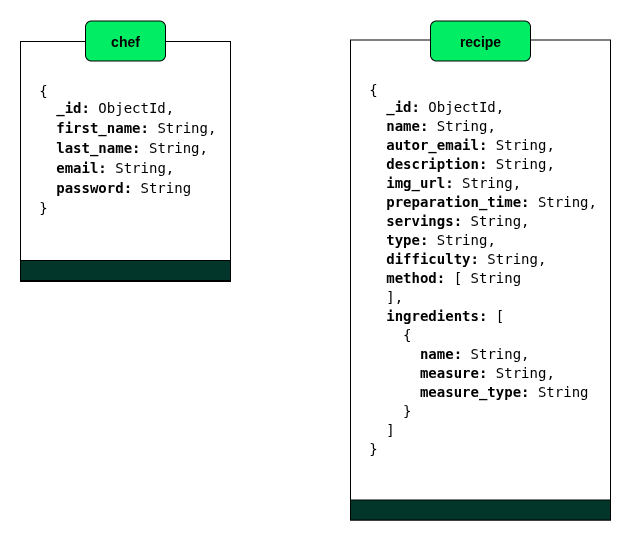 chef
{
  _id: ObjectId,
  first_name: String,
  last_name: String,
  email: String,
  password: String
}
recipe
{
  _id: ObjectId,
  name: String,
  autor_email: String,
  description: String,
  img_url: String,
  preparation_time: String,
  servings: String,
  type: String,
  difficulty: String,
  method: [ String
  ],
  ingredients: [
    {
      name: String,
      measure: String,
      measure_type: String
    }
  ]
}